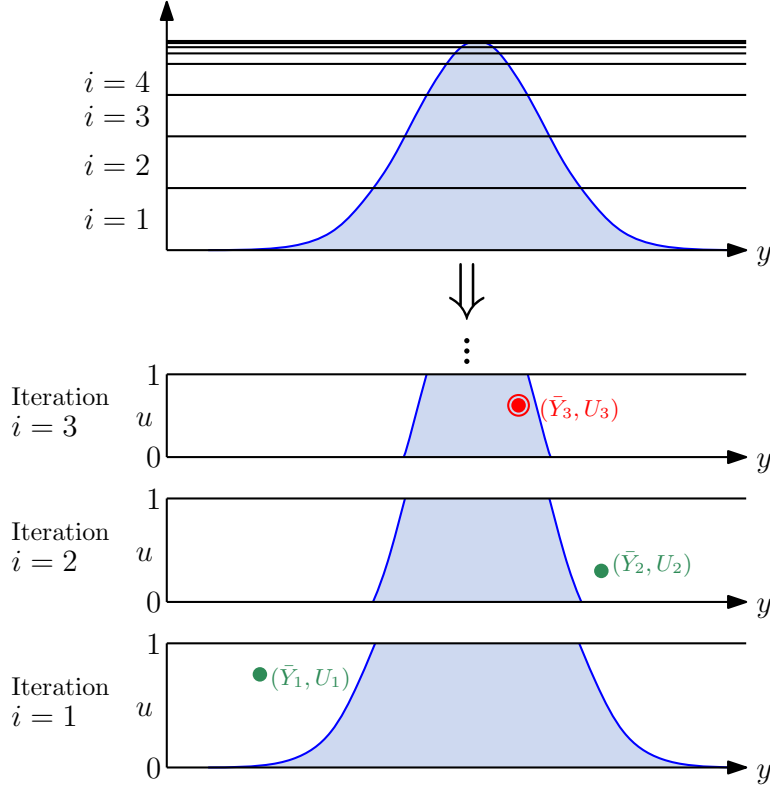 i = 4
i = 3
i = 2
i = 1
y
⇓
⋮
Iteration
i = 3
1
u
0
(Ȳ₃, U₃)
y
Iteration
i = 2
1
u
0
(Ȳ₂, U₂)
y
Iteration
i = 1
1
u
0
(Ȳ₁, U₁)
y